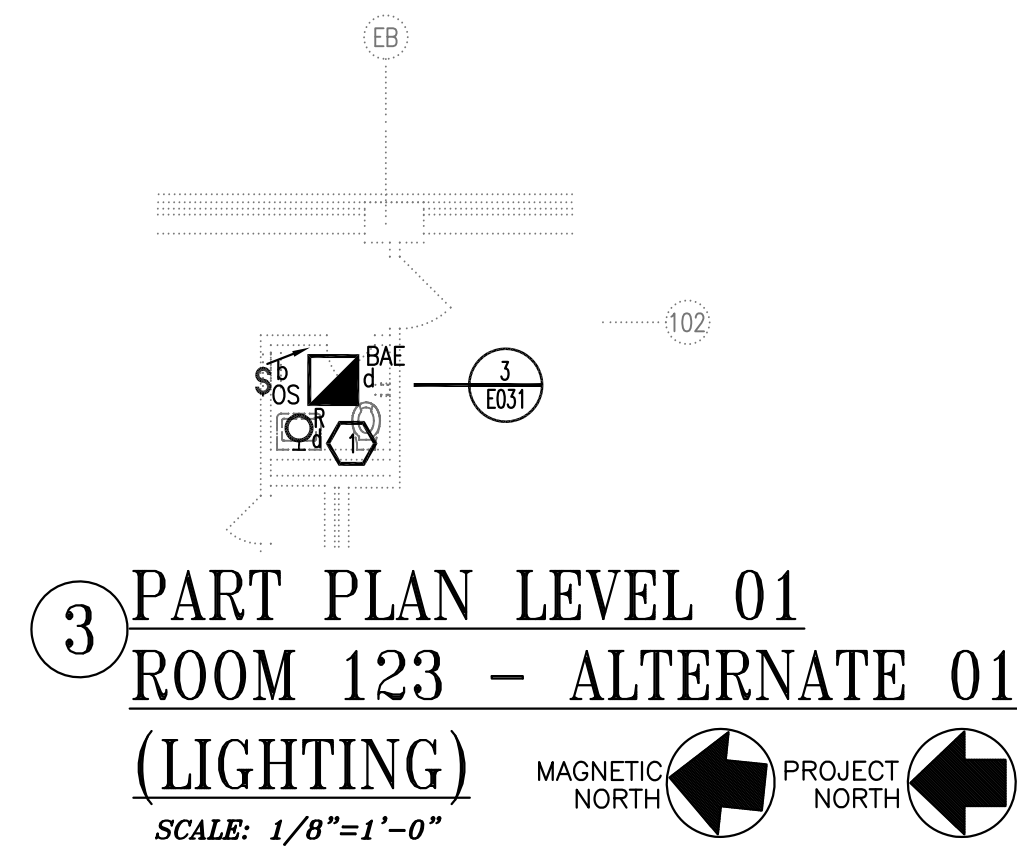 EB
102
BAE
b
d
S
OS
3
E031
R
d
1
3
PART PLAN LEVEL 01
ROOM 123 - ALTERNATE 01
(LIGHTING)
SCALE: 1/8"=1'-0"
MAGNETIC
NORTH
PROJECT
NORTH